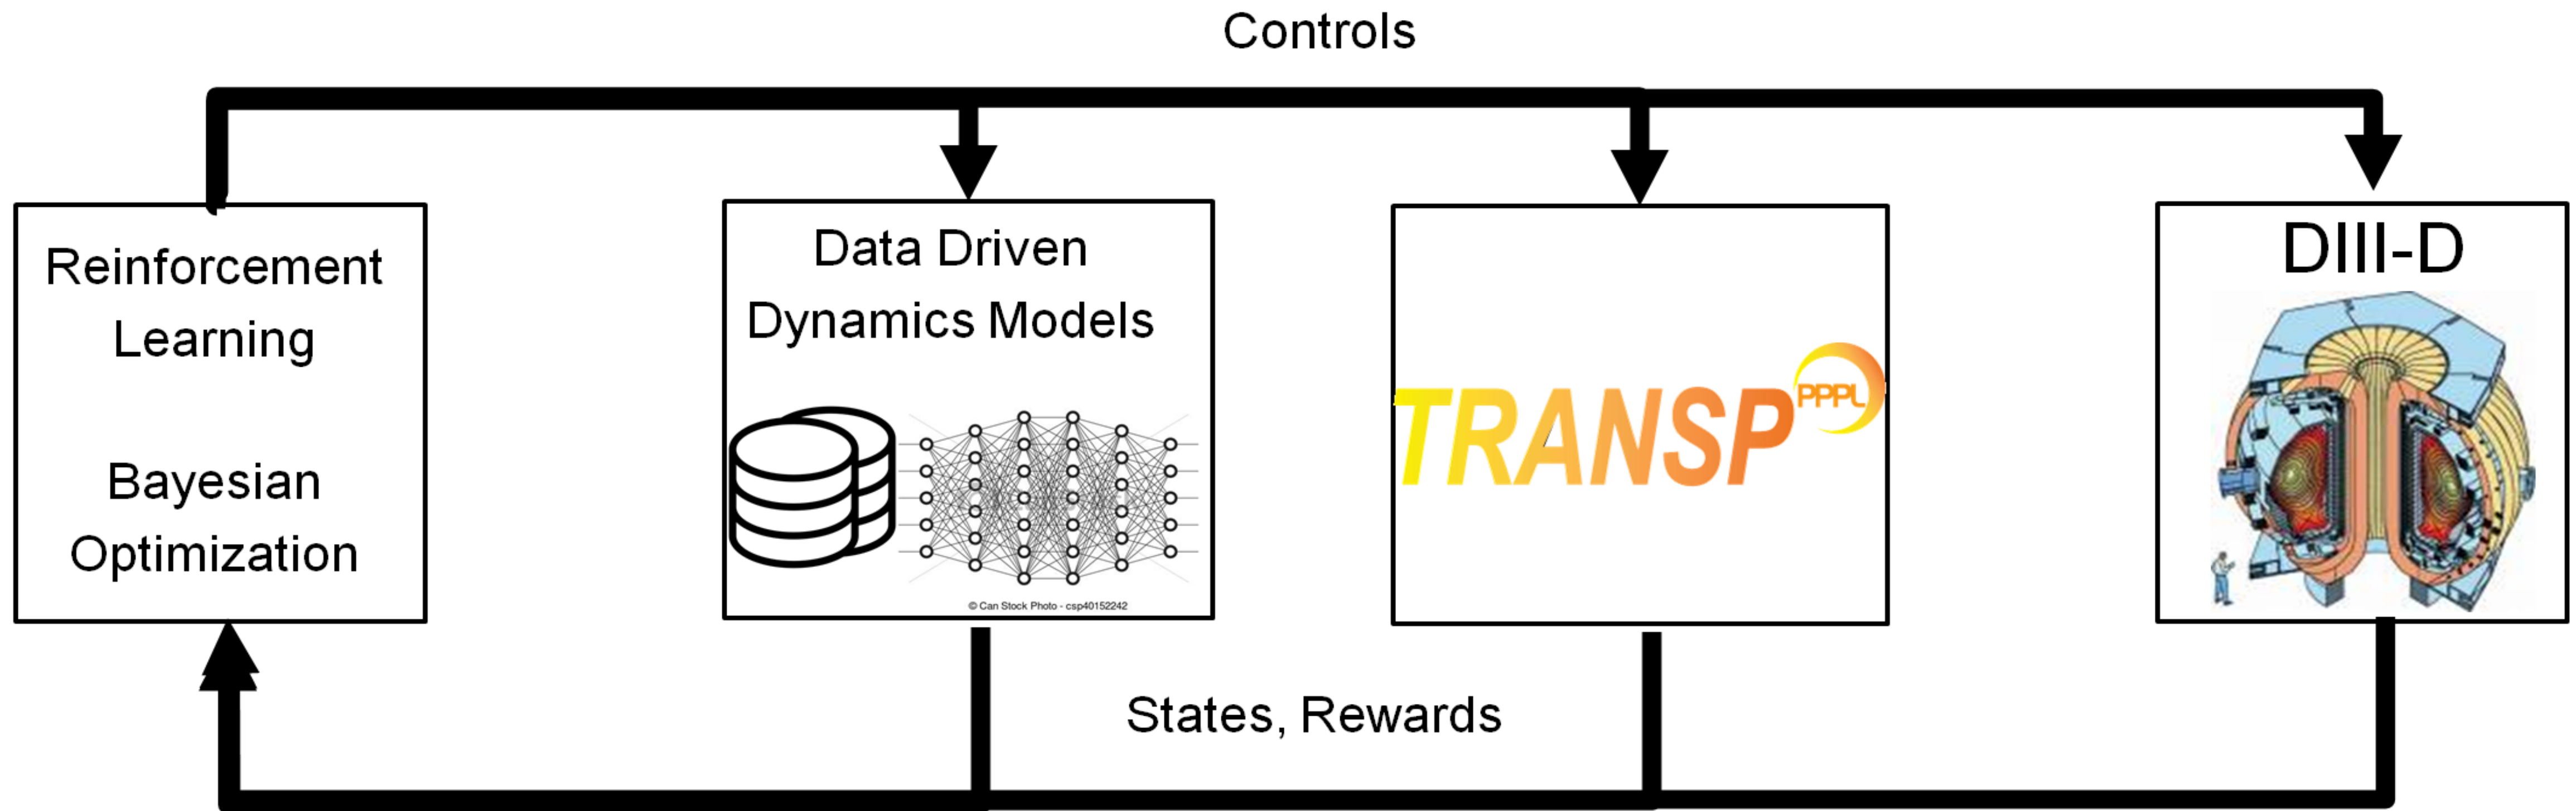 Controls
Reinforcement
Learning
Bayesian
Optimization
Data Driven
Dynamics Models
© Can Stock Photo - csp40152242
TRANSP
PPPL
DIII-D
States, Rewards